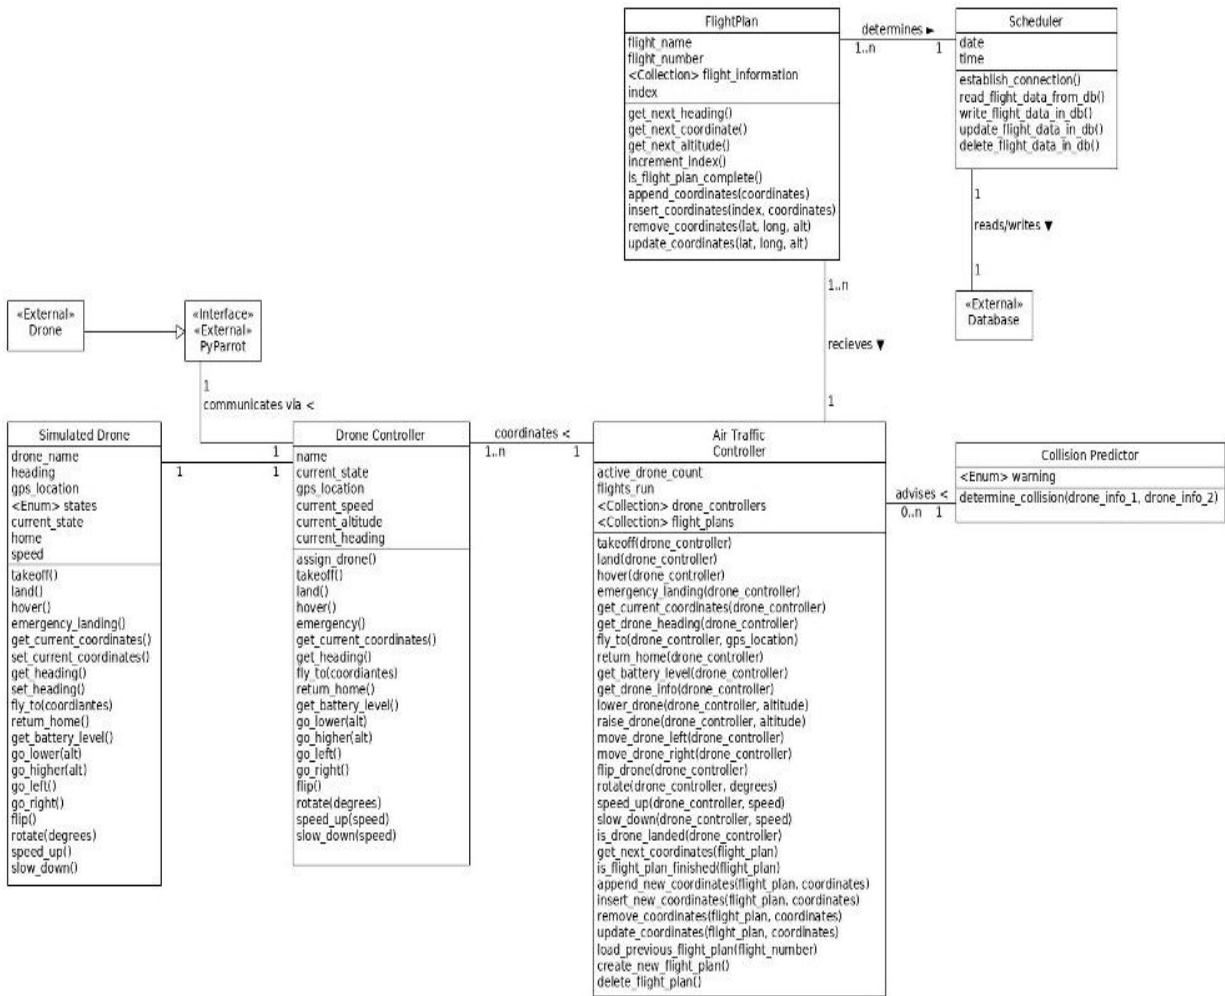 FlightPlan
flight_name
flight_number
<Collection> flight_information
index
get_next_heading()
get_next_coordinate()
get_next_altitude()
increment_index()
is_flight_plan_complete()
append_coordinates(coordinates)
insert_coordinates(index, coordinates)
remove_coordinates(lat, long, alt)
update_coordinates(lat, long, alt)
determines ►
1..n 1
Scheduler
date
time
establish_connection()
read_flight_data_from_db()
write_flight_data_in_db()
update_flight_data_in_db()
delete_flight_data_in_db()
1
reads/writes ▼
1
«External»
Database
1..n
recieves ▼
1
«External»
Drone
«Interface»
«External»
PyParrot
1
communicates via <
1
Simulated Drone
drone_name
heading
gps_location
<Enum> states
current_state
home
speed
takeoff()
land()
hover()
emergency_landing()
get_current_coordinates()
set_current_coordinates()
get_heading()
set_heading()
fly_to(coordiantes)
return_home()
get_battery_level()
go_lower(alt)
go_higher(alt)
go_left()
go_right()
flip()
rotate(degrees)
speed_up()
slow_down()
1 1
Drone Controller
name
current_state
gps_location
current_speed
current_altitude
current_heading
assign_drone()
takeoff()
land()
hover()
emergency()
get_current_coordinates()
get_heading()
fly_to(coordiantes)
return_home()
get_battery_level()
go_lower(alt)
go_higher(alt)
go_left()
go_right()
flip()
rotate(degrees)
speed_up(speed)
slow_down(speed)
coordinates <
1..n 1
Air Traffic
Controller
active_drone_count
flights_run
<Collection> drone_controllers
<Collection> flight_plans
takeoff(drone_controller)
land(drone_controller)
hover(drone_controller)
emergency_landing(drone_controller)
get_current_coordinates(drone_controller)
get_drone_heading(drone_controller)
fly_to(drone_controller, gps_location)
return_home(drone_controller)
get_battery_level(drone_controller)
get_drone_info(drone_controller)
lower_drone(drone_controller, altitude)
raise_drone(drone_controller, altitude)
move_drone_left(drone_controller)
move_drone_right(drone_controller)
flip_drone(drone_controller)
rotate(drone_controller, degrees)
speed_up(drone_controller, speed)
slow_down(drone_controller, speed)
is_drone_landed(drone_controller)
get_next_coordinates(flight_plan)
is_flight_plan_finished(flight_plan)
append_new_coordinates(flight_plan, coordinates)
insert_new_coordinates(flight_plan, coordinates)
remove_coordinates(flight_plan, coordinates)
update_coordinates(flight_plan, coordinates)
load_previous_flight_plan(flight_number)
create_new_flight_plan()
delete_flight_plan()
advises <
0..n 1
Collision Predictor
<Enum> warning
determine_collision(drone_info_1, drone_info_2)